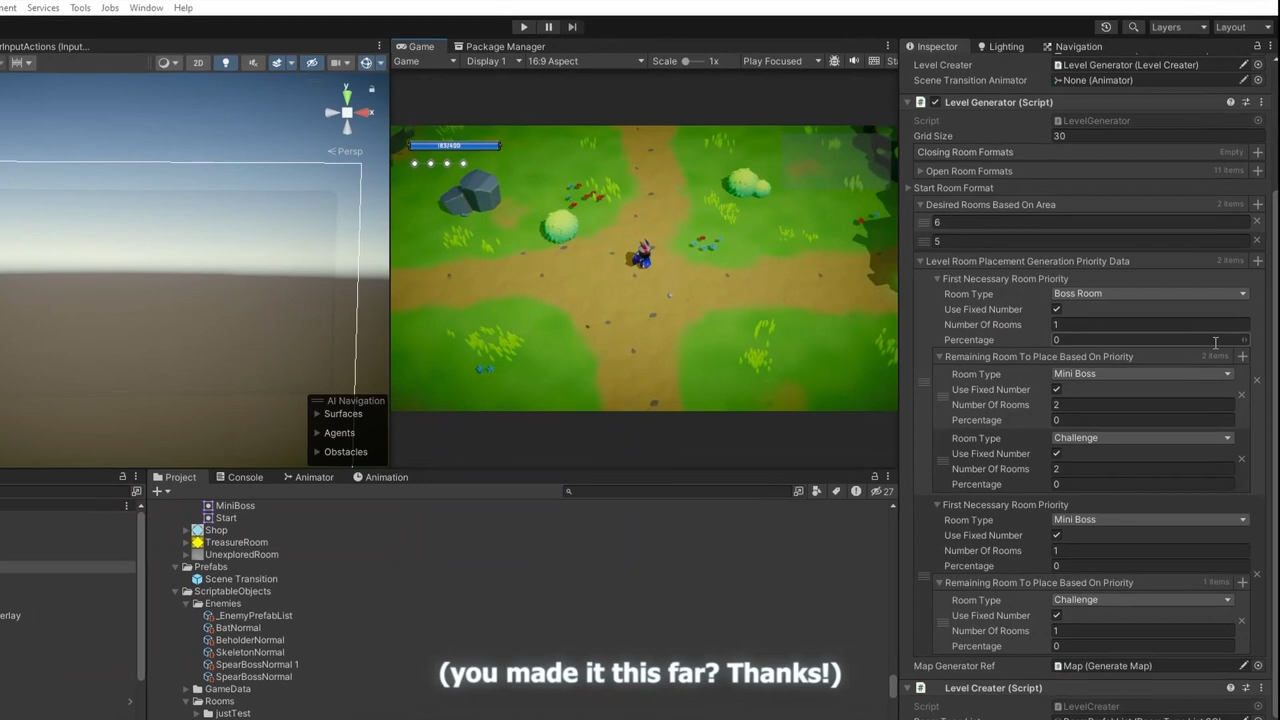 ments Services Tools Jobs Window Help
Layers Layout
InputActions (Input...
Game Package Manager
Inspector Lighting Navigation
2D
Game Display 1 16:9 Aspect Scale 1x Play Focused
Level Creater Level Generator (Level Creater)
Scene Transition Animator None (Animator)
y
x
Persp
183/400
Level Generator (Script)
Script LevelGenerator
Grid Size 30
Closing Room Formats Empty
Open Room Formats 11 Items
Start Room Format
Desired Rooms Based On Area 2 items
6
5
Level Room Placement Generation Priority Data 2 items
First Necessary Room Priority
Room Type Boss Room
Use Fixed Number
Number Of Rooms 1
Percentage 0
Remaining Room To Place Based On Priority 2 items
Room Type Mini Boss
Use Fixed Number
Number Of Rooms 2
Percentage 0
Room Type Challenge
Use Fixed Number
Number Of Rooms 2
Percentage 0
First Necessary Room Priority
Room Type Mini Boss
Use Fixed Number
Number Of Rooms 1
Percentage 0
Remaining Room To Place Based On Priority 1 items
Room Type Challenge
Use Fixed Number
Number Of Rooms 1
Percentage 0
Map Generator Ref Map (Generate Map)
Level Creater (Script)
Script LevelCreater
AI Navigation
Surfaces
Agents
Obstacles
Project Console Animator Animation
27
MiniBoss
Start
Shop
TreasureRoom
UnexploredRoom
Prefabs
Scene Transition
ScriptableObjects
Enemies
_EnemyPrefabList
BatNormal
BeholderNormal
SkeletonNormal
SpearBossNormal 1
SpearBossNormal
GameData
Rooms
justTest
erlay
(you made it this far? Thanks!)